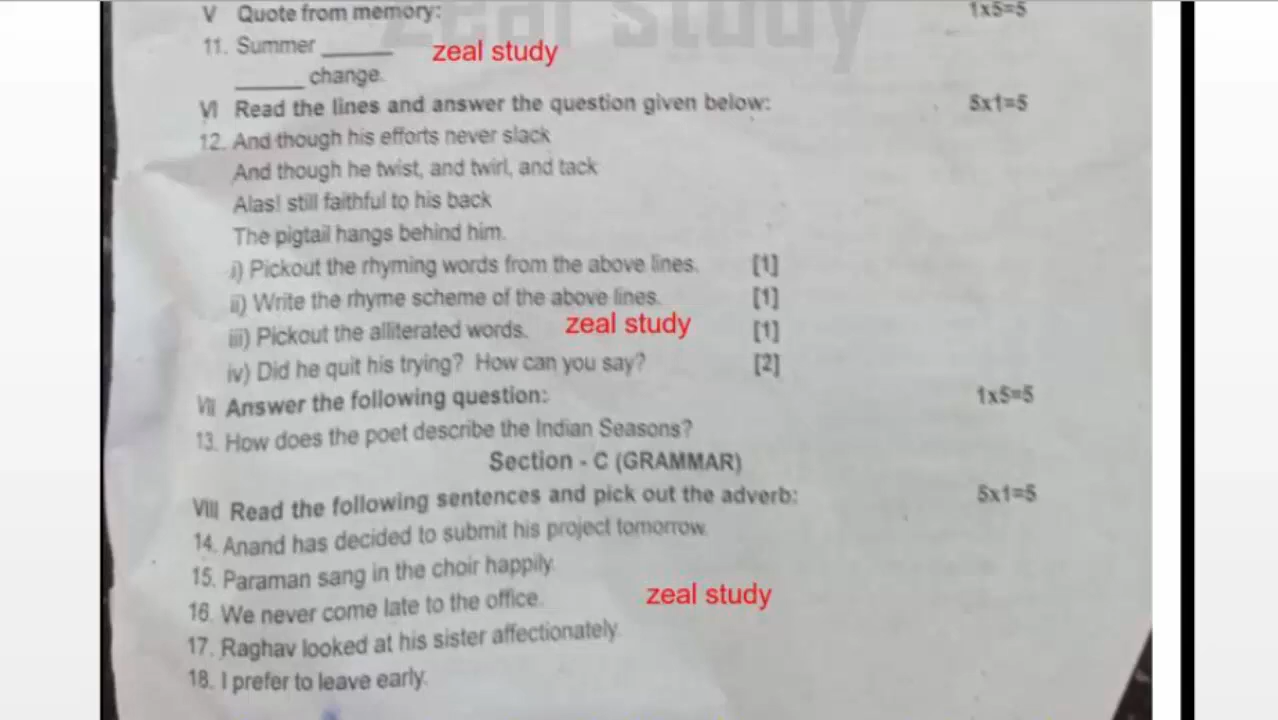 zeal study
V Quote from memory: 1x5=5
11. Summer ______ zeal study
______ change.
VI Read the lines and answer the question given below: 5x1=5
12. And though his efforts never slack
And though he twist, and twirl, and tack
Alas! still faithful to his back
The pigtail hangs behind him.
i) Pickout the rhyming words from the above lines. [1]
ii) Write the rhyme scheme of the above lines. [1]
iii) Pickout the alliterated words. zeal study [1]
iv) Did he quit his trying? How can you say? [2]
VII Answer the following question: 1x5=5
13. How does the poet describe the Indian Seasons?
Section - C (GRAMMAR)
VIII Read the following sentences and pick out the adverb: 5x1=5
14. Anand has decided to submit his project tomorrow.
15. Paraman sang in the choir happily.
16. We never come late to the office. zeal study
17. Raghav looked at his sister affectionately.
18. I prefer to leave early.